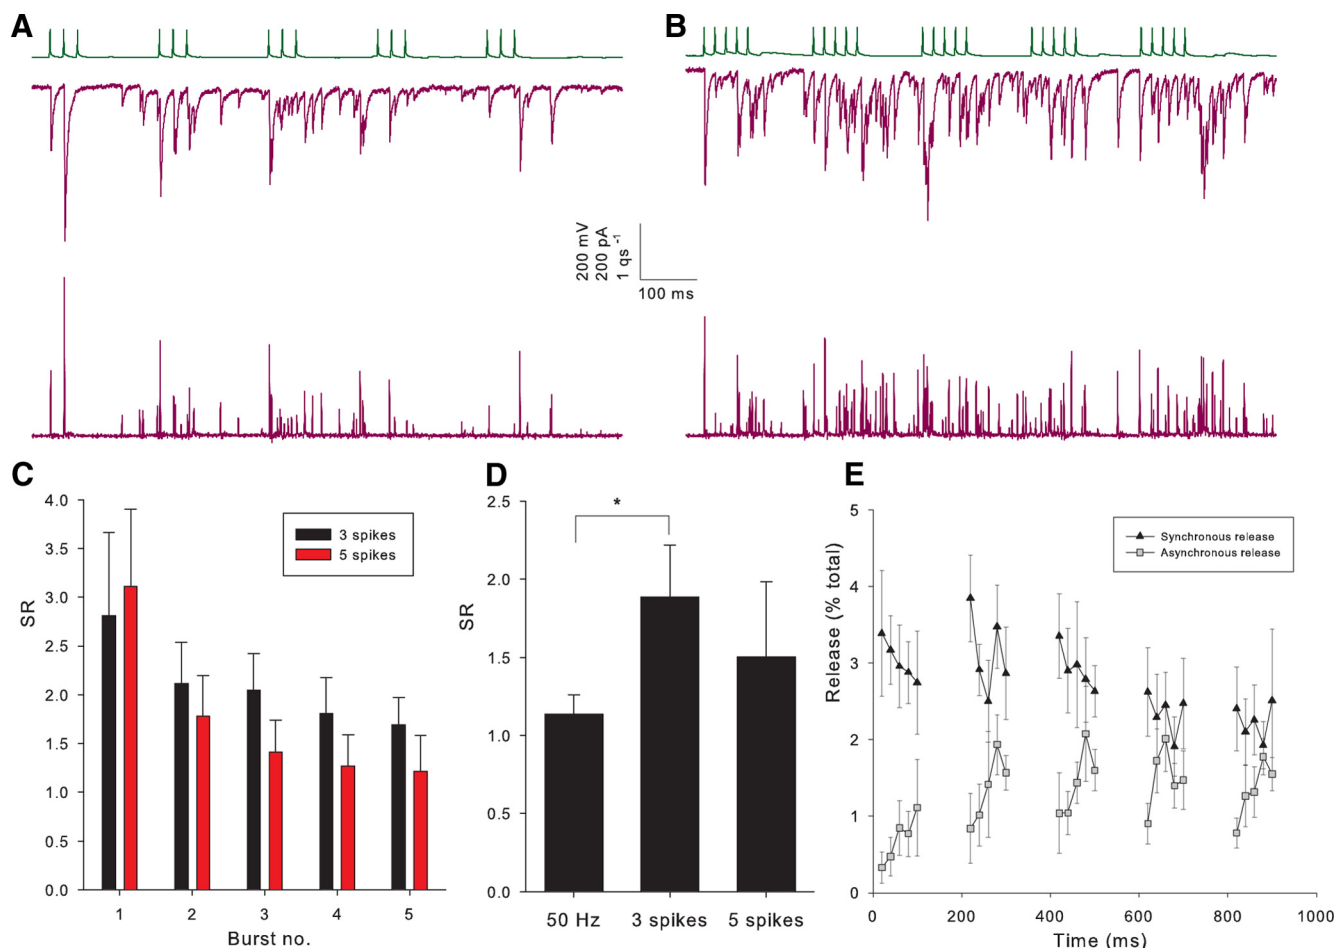 A
B
200 mV
200 pA
1 qs⁻¹
100 ms
C
4.0
3.5
3.0
2.5
2.0
1.5
1.0
0.5
0.0
SR
3 spikes
5 spikes
1 2 3 4 5
Burst no.
D
2.5
2.0
1.5
1.0
0.5
0.0
SR
*
50 Hz 3 spikes 5 spikes
E
5
4
3
2
1
0
Release (% total)
Synchronous release
Asynchronous release
0 200 400 600 800 1000
Time (ms)